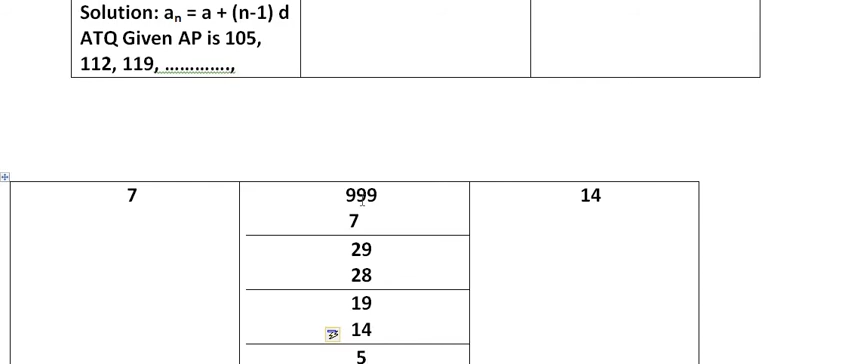 Solution: aₙ = a + (n-1) d
ATQ Given AP is 105,
112, 119, .............,
7 999 14
7
29
28
19
14
5